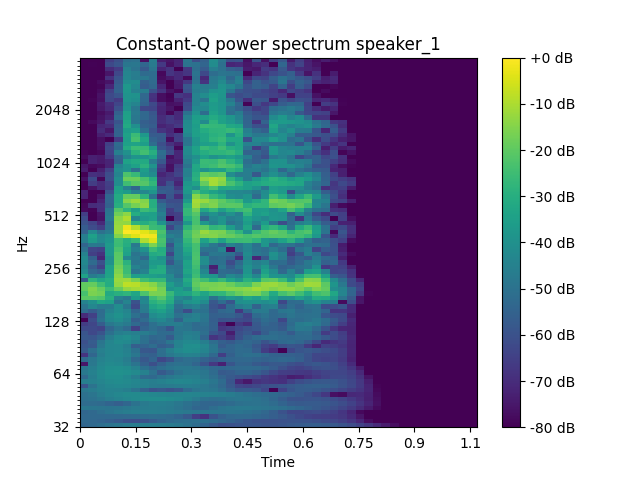 Constant-Q power spectrum speaker_1
+0 dB
-10 dB
-20 dB
-30 dB
-40 dB
-50 dB
-60 dB
-70 dB
-80 dB
Hz
2048
1024
512
256
128
64
32
0 0.15 0.3 0.45 0.6 0.75 0.9 1.1
Time